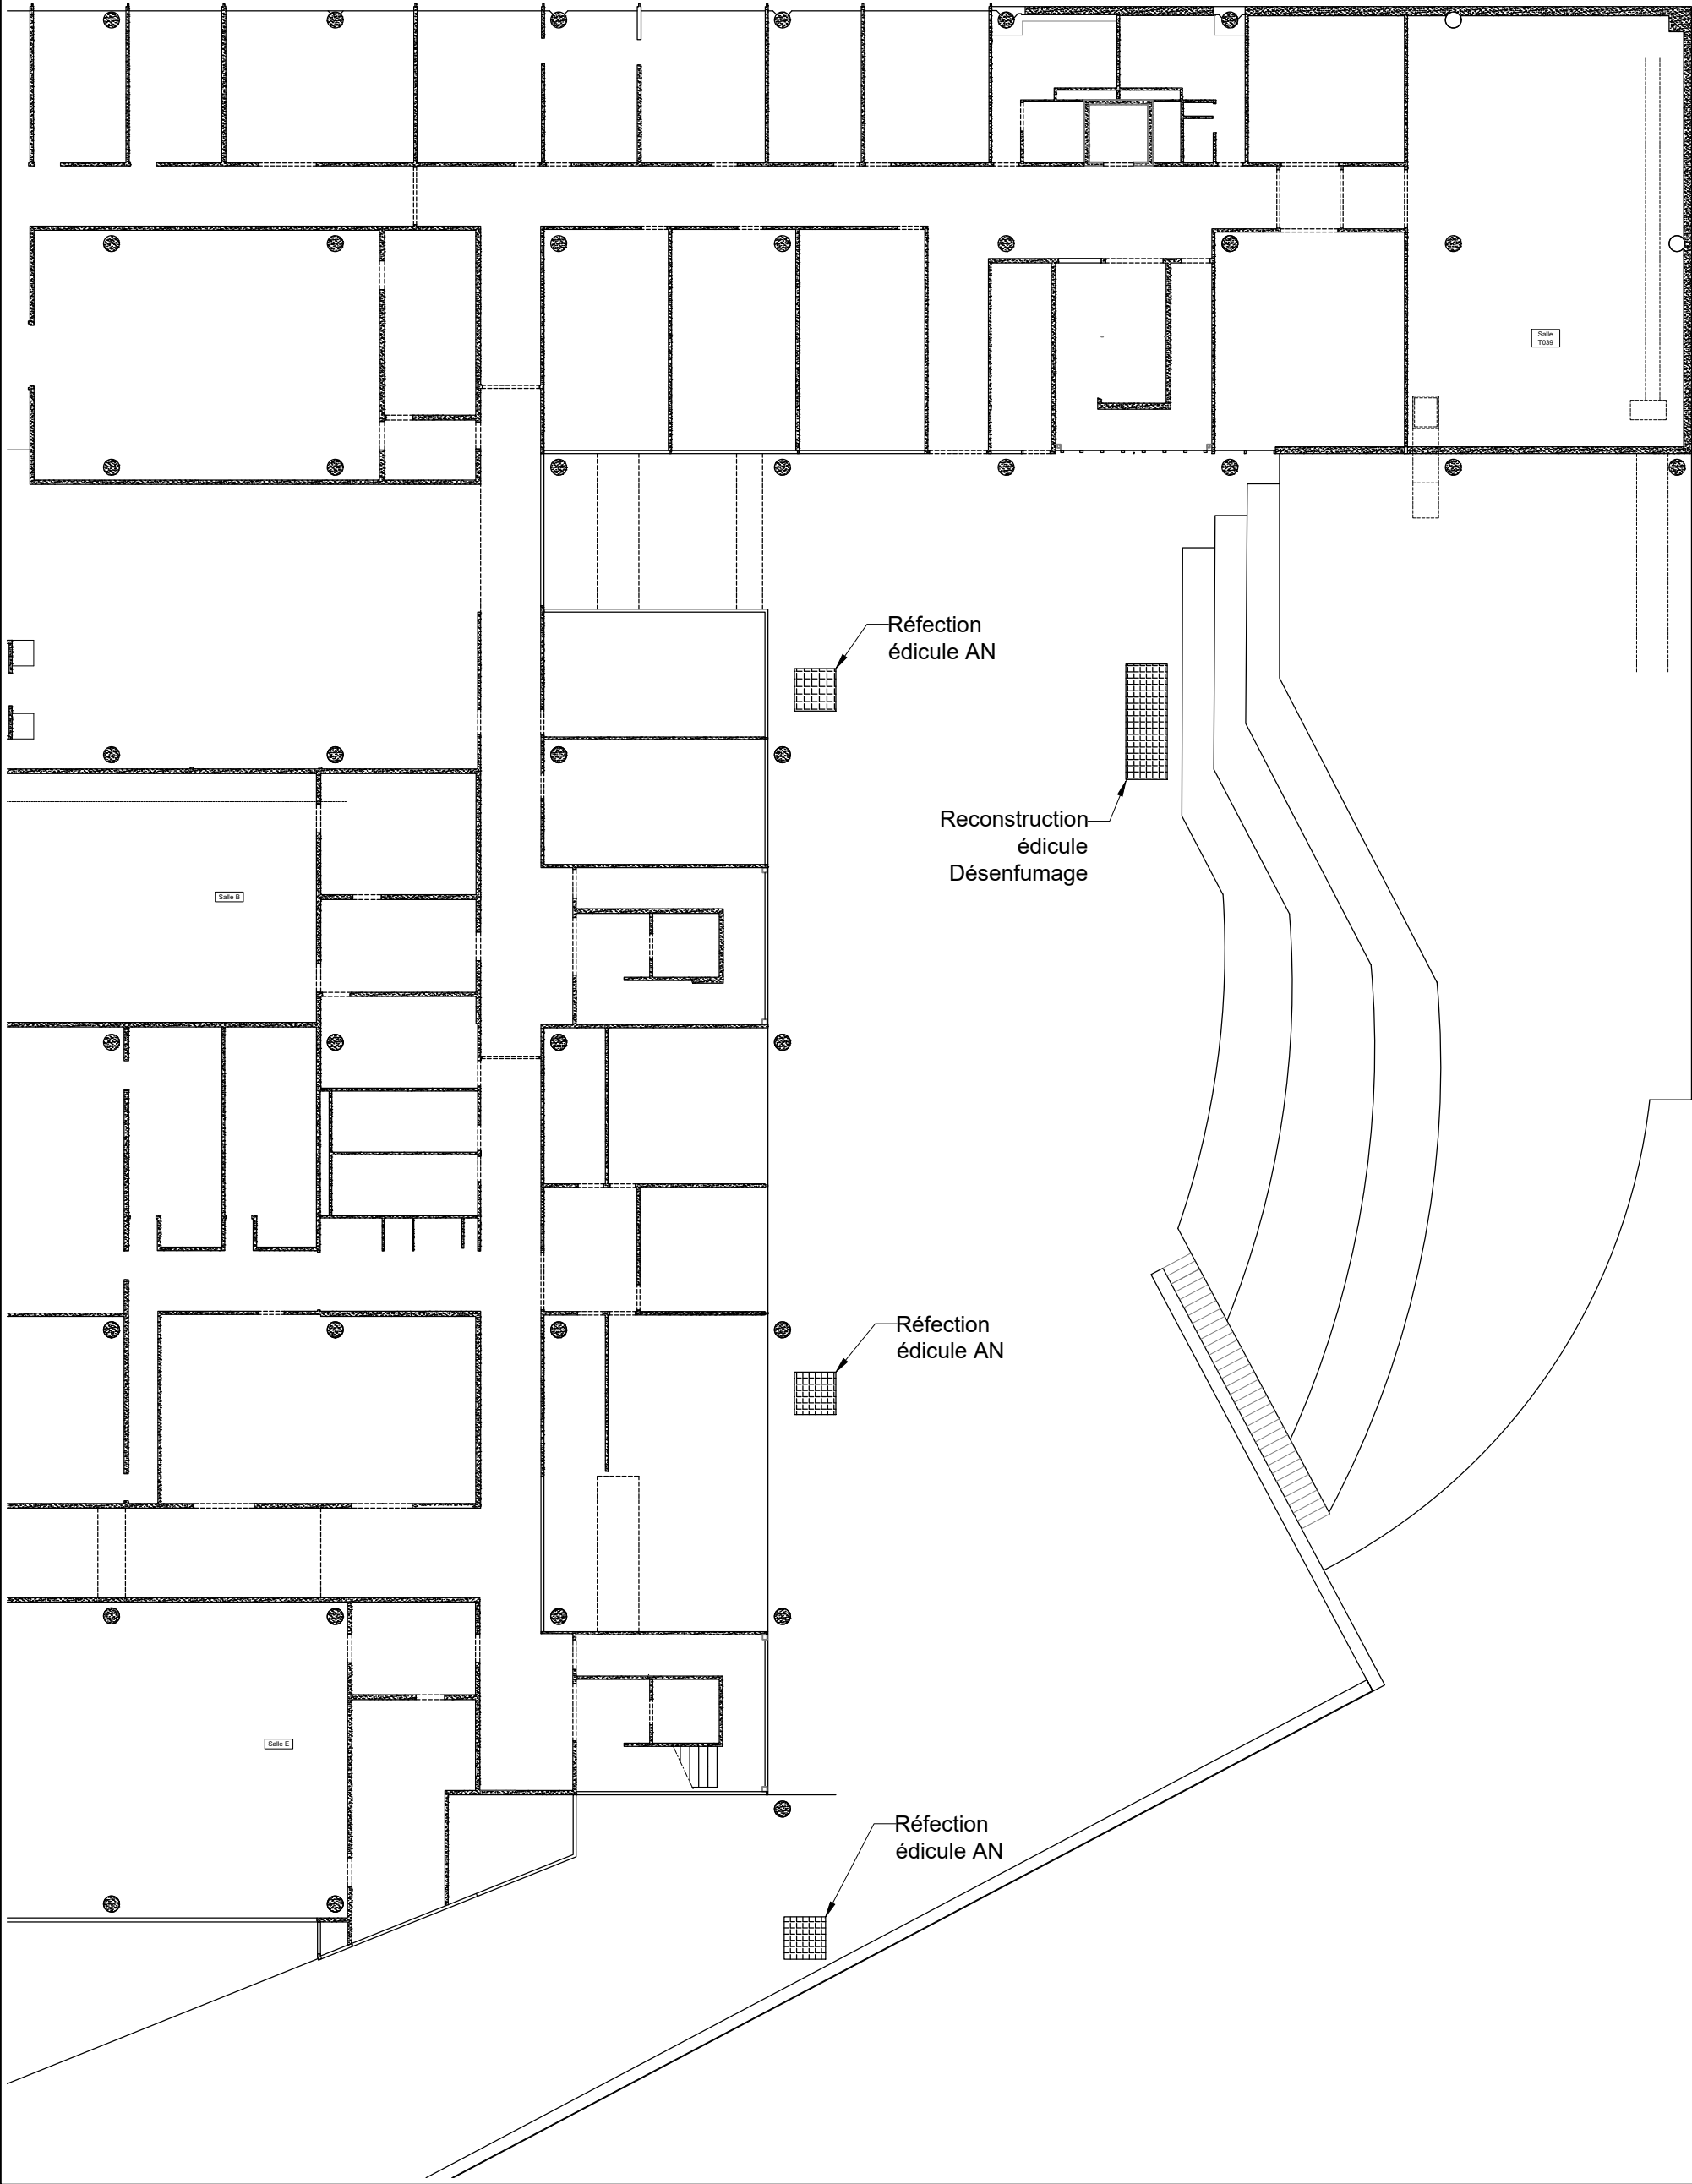 Salle
T039
Réfection
édicule AN
Reconstruction
édicule
Désenfumage
Salle B
Réfection
édicule AN
Salle E
Réfection
édicule AN